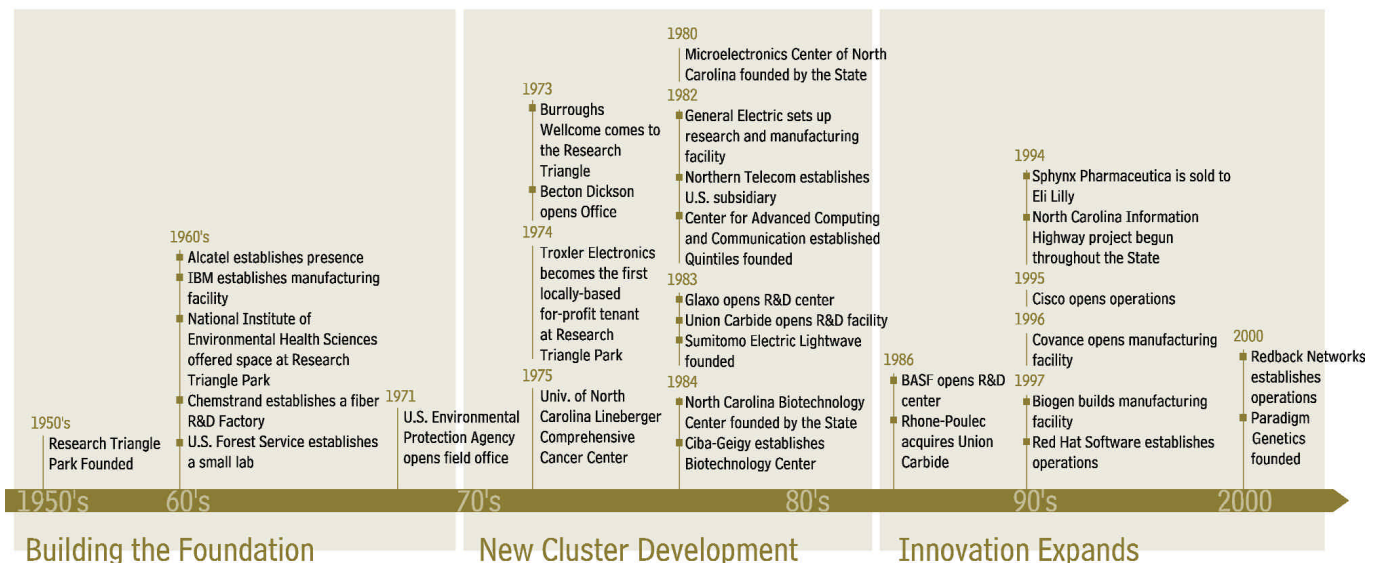 1950's
Research Triangle
Park Founded
1960's
Alcatel establishes presence
IBM establishes manufacturing
facility
National Institute of
Environmental Health Sciences
offered space at Research
Triangle Park
Chemstrand establishes a fiber
R&D Factory
U.S. Forest Service establishes
a small lab
1971
U.S. Environmental
Protection Agency
opens field office
1973
Burroughs
Wellcome comes to
the Research
Triangle
Becton Dickson
opens Office
1974
Troxler Electronics
becomes the first
locally-based
for-profit tenant
at Research
Triangle Park
1975
Univ. of North
Carolina Lineberger
Comprehensive
Cancer Center
1980
Microelectronics Center of North
Carolina founded by the State
1982
General Electric sets up
research and manufacturing
facility
Northern Telecom establishes
U.S. subsidiary
Center for Advanced Computing
and Communication established
Quintiles founded
1983
Glaxo opens R&D center
Union Carbide opens R&D facility
Sumitomo Electric Lightwave
founded
1984
North Carolina Biotechnology
Center founded by the State
Ciba-Geigy establishes
Biotechnology Center
1986
BASF opens R&D
center
Rhone-Poulec
acquires Union
Carbide
1994
Sphynx Pharmaceutica is sold to
Eli Lilly
North Carolina Information
Highway project begun
throughout the State
1995
Cisco opens operations
1996
Covance opens manufacturing
facility
1997
Biogen builds manufacturing
facility
Red Hat Software establishes
operations
2000
Redback Networks
establishes
operations
Paradigm
Genetics
founded
1950's 60's 70's 80's 90's 2000
Building the Foundation
New Cluster Development
Innovation Expands